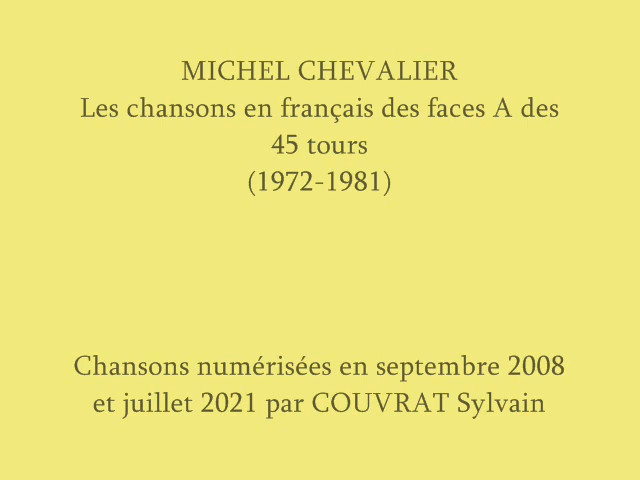 MICHEL CHEVALIER
Les chansons en français des faces A des
45 tours
(1972-1981)
Chansons numérisées en septembre 2008
et juillet 2021 par COUVRAT Sylvain